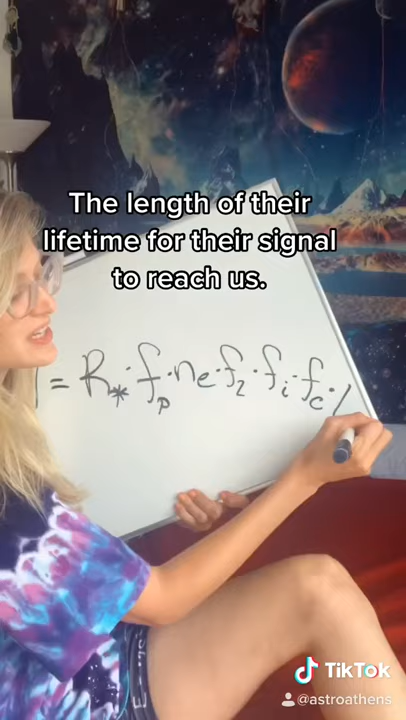 The length of their
lifetime for their signal
to reach us.
= R* · fp · ne · fl · fi · fc ·
TikTok
@astroathens